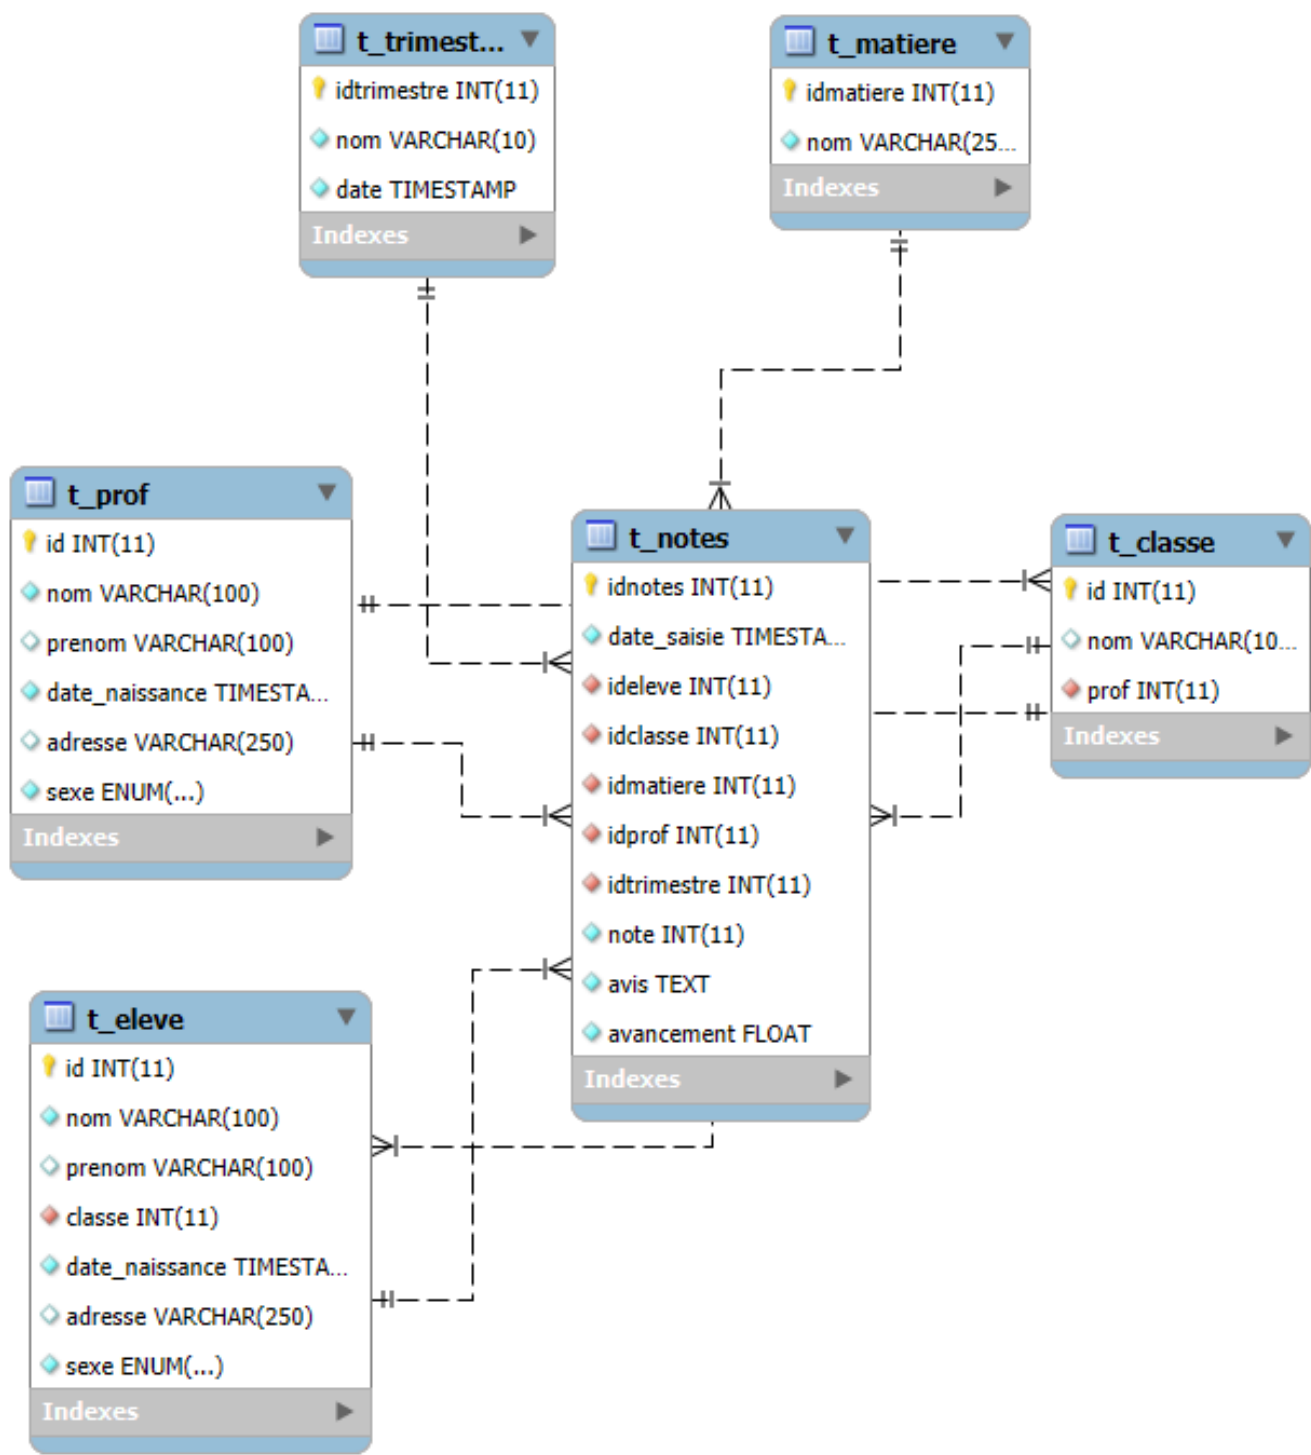 t_trimest...
idtrimestre INT(11)
nom VARCHAR(10)
date TIMESTAMP
Indexes
t_matiere
idmatiere INT(11)
nom VARCHAR(25...
Indexes
t_prof
id INT(11)
nom VARCHAR(100)
prenom VARCHAR(100)
date_naissance TIMESTA...
adresse VARCHAR(250)
sexe ENUM(...)
Indexes
t_notes
idnotes INT(11)
date_saisie TIMESTA...
ideleve INT(11)
idclasse INT(11)
idmatiere INT(11)
idprof INT(11)
idtrimestre INT(11)
note INT(11)
avis TEXT
avancement FLOAT
Indexes
t_classe
id INT(11)
nom VARCHAR(10...
prof INT(11)
Indexes
t_eleve
id INT(11)
nom VARCHAR(100)
prenom VARCHAR(100)
classe INT(11)
date_naissance TIMESTA...
adresse VARCHAR(250)
sexe ENUM(...)
Indexes